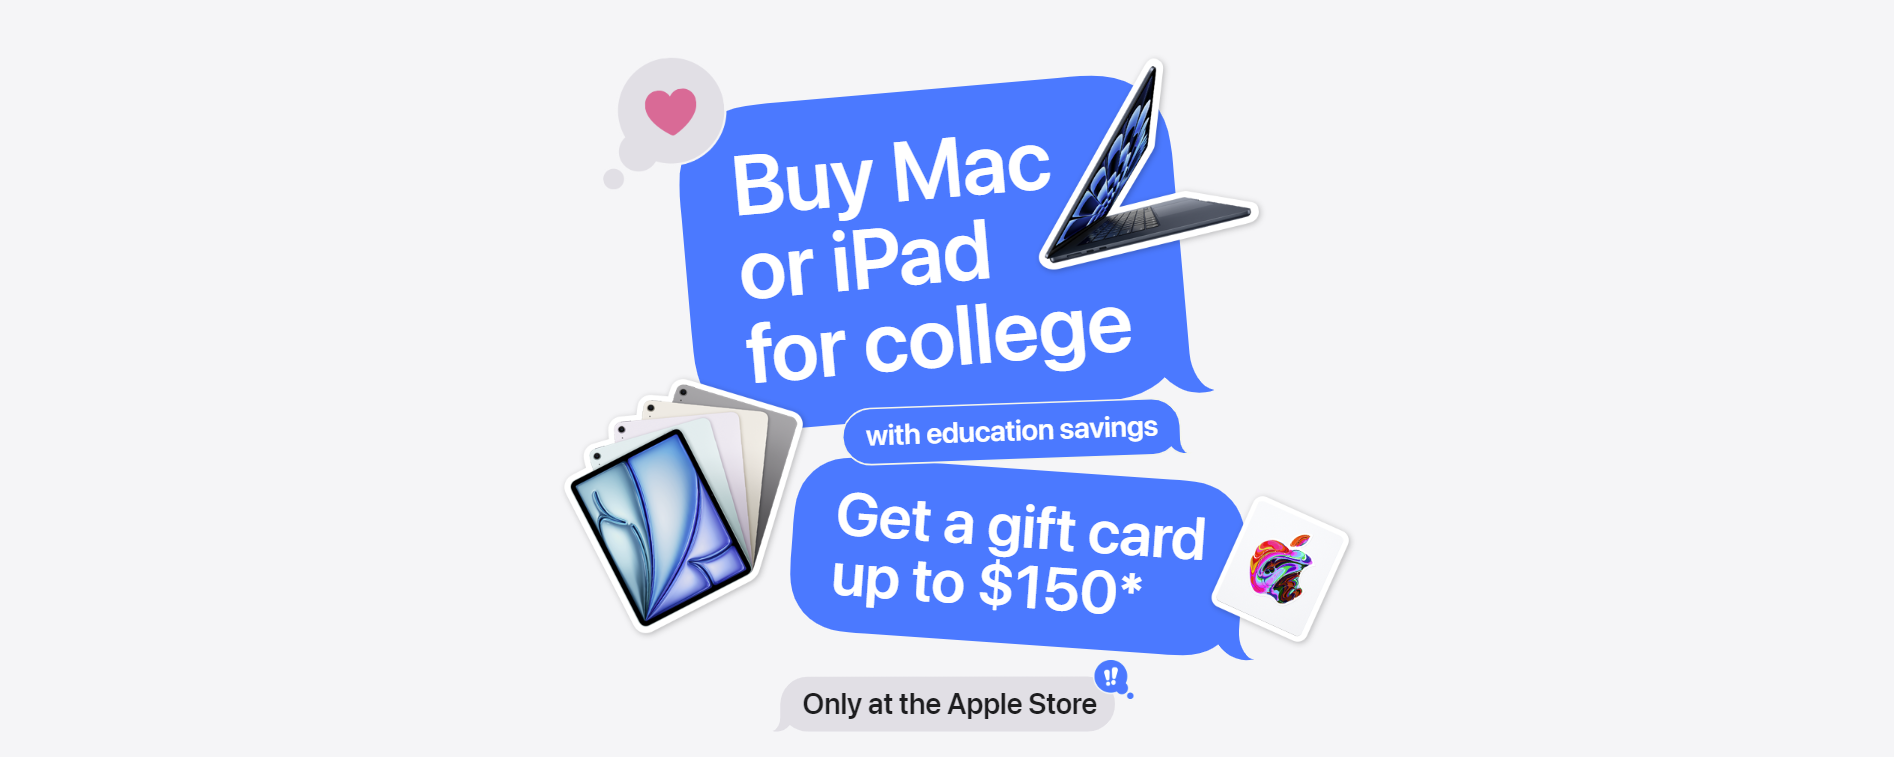 Buy Mac
or iPad
for college
with education savings
Get a gift card
up to $150*
Only at the Apple Store
!!